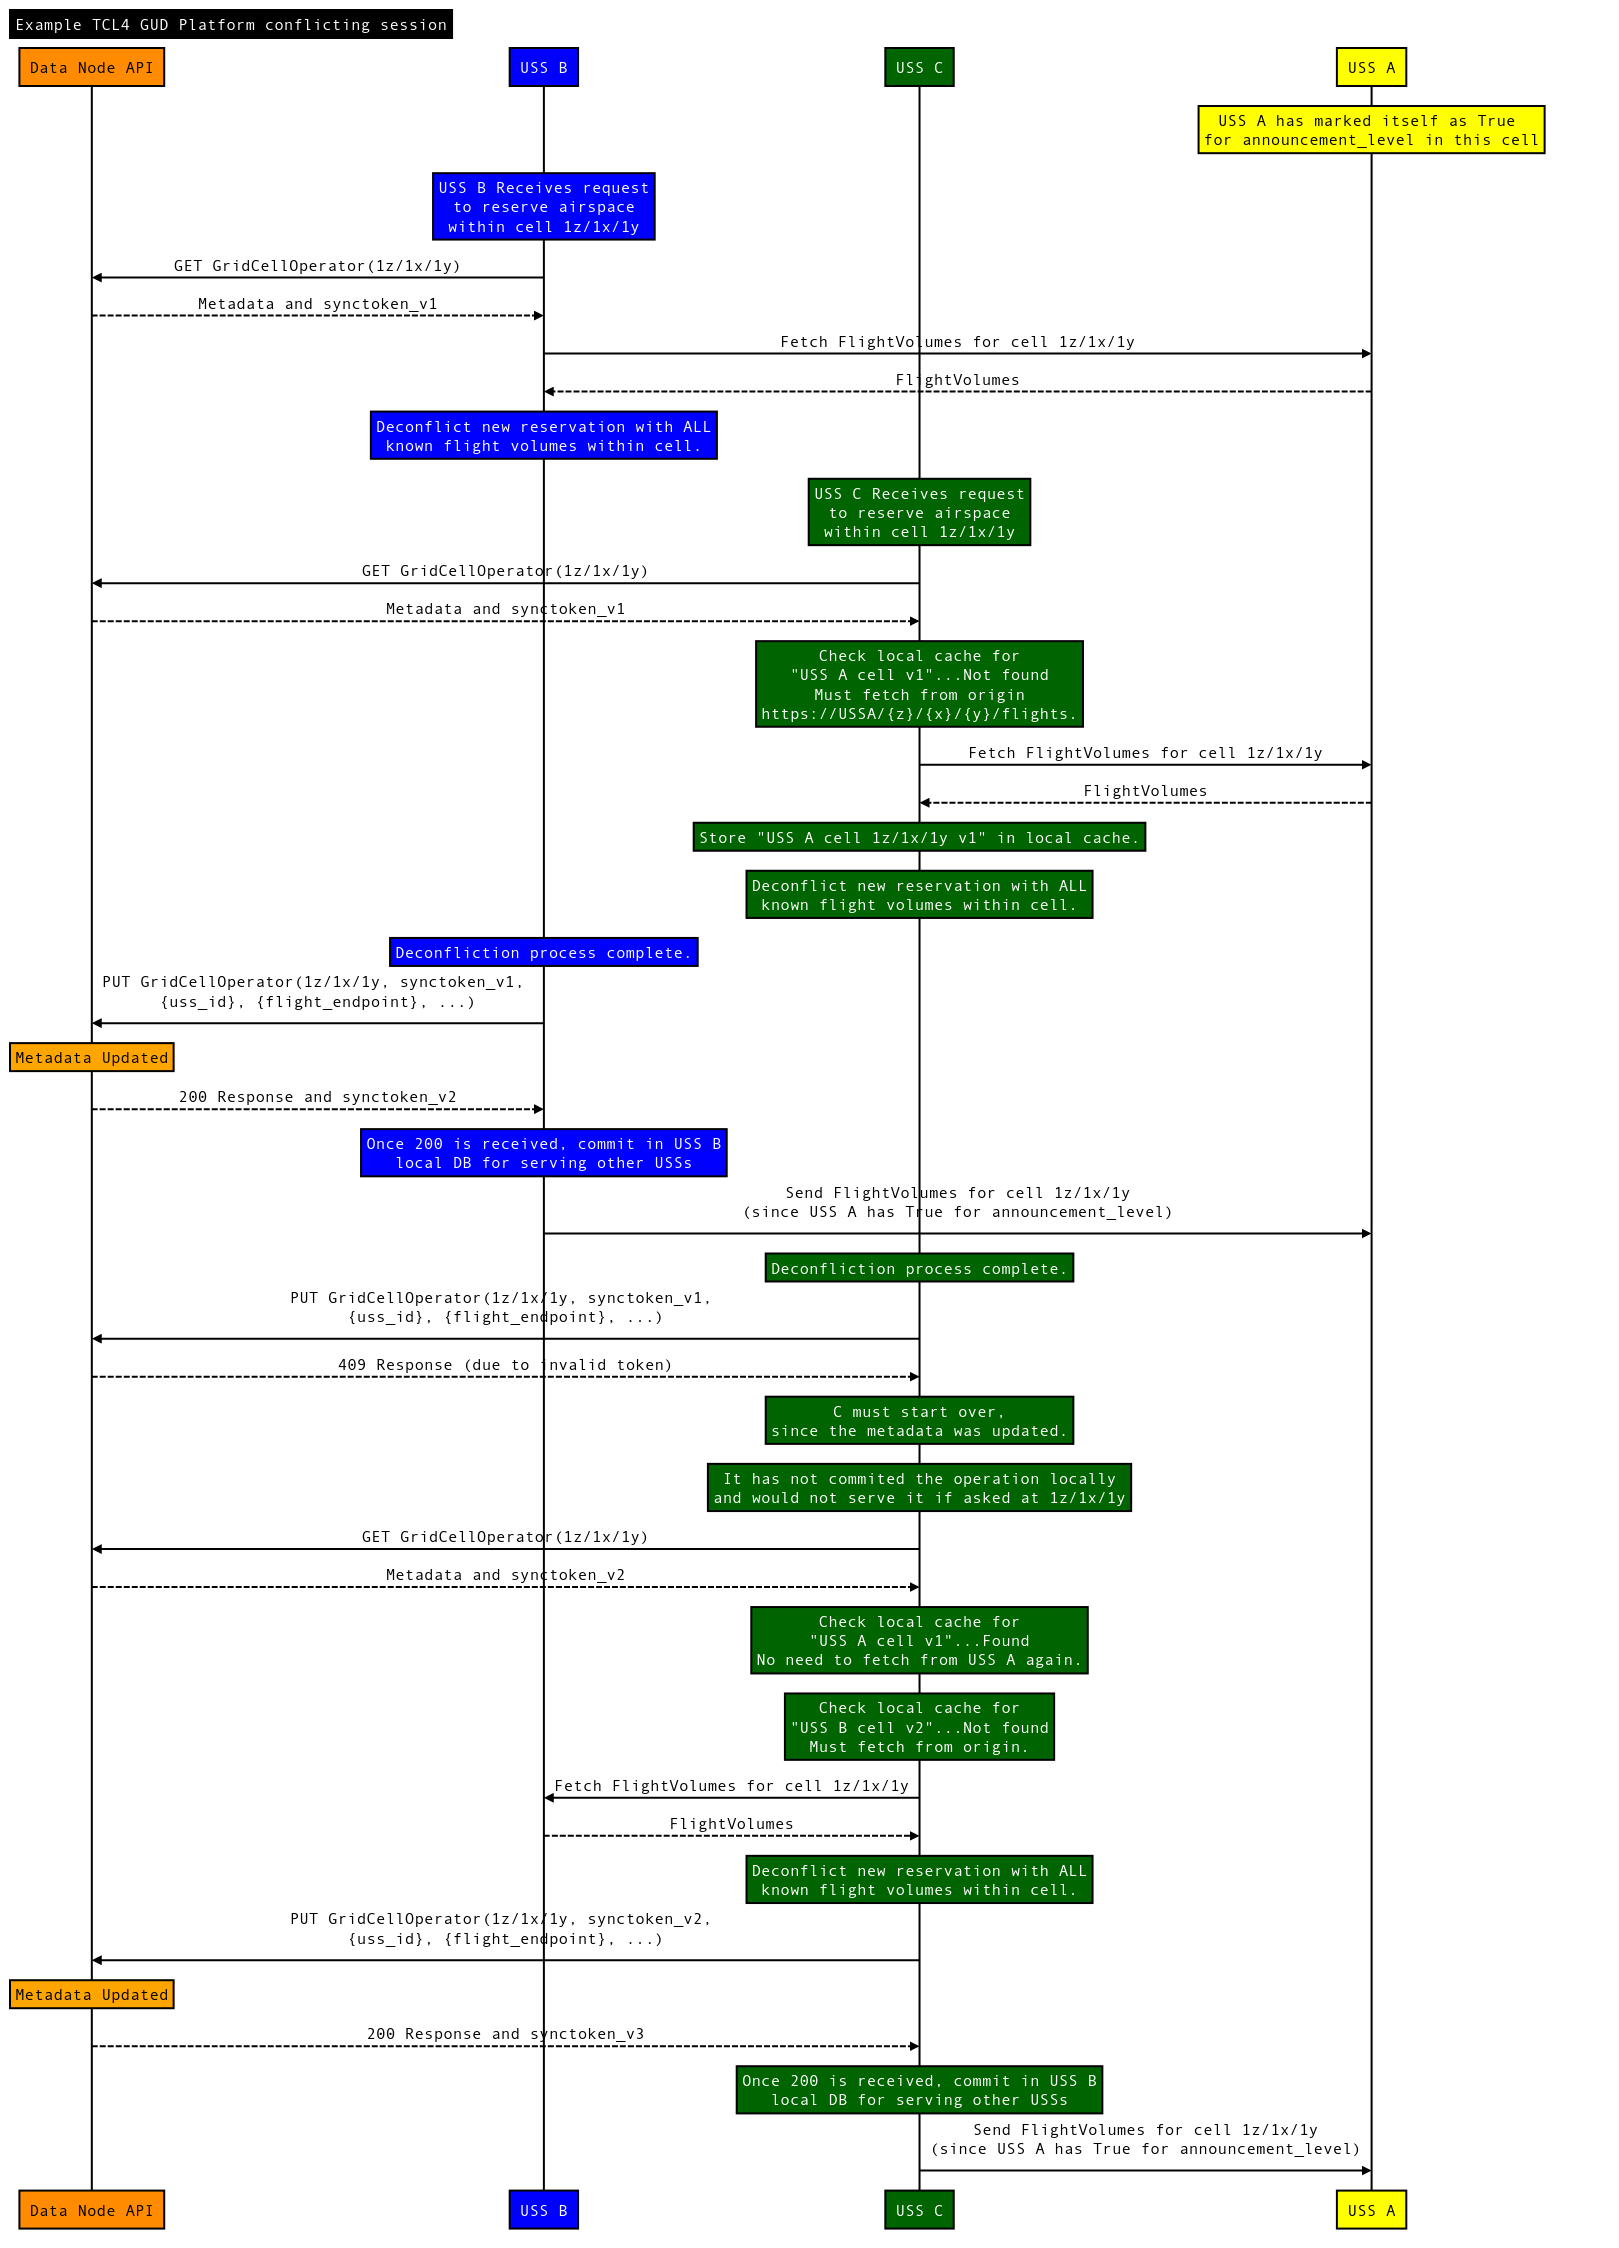 Example TCL4 GUD Platform conflicting session
Data Node API
USS B
USS C
USS A
USS A has marked itself as True
for announcement_level in this cell
USS B Receives request
to reserve airspace
within cell 1z/1x/1y
GET GridCellOperator(1z/1x/1y)
Metadata and synctoken_v1
Fetch FlightVolumes for cell 1z/1x/1y
FlightVolumes
Deconflict new reservation with ALL
known flight volumes within cell.
USS C Receives request
to reserve airspace
within cell 1z/1x/1y
GET GridCellOperator(1z/1x/1y)
Metadata and synctoken_v1
Check local cache for
"USS A cell v1"...Not found
Must fetch from origin
https://USSA/{z}/{x}/{y}/flights.
Fetch FlightVolumes for cell 1z/1x/1y
FlightVolumes
Store "USS A cell 1z/1x/1y v1" in local cache.
Deconflict new reservation with ALL
known flight volumes within cell.
Deconfliction process complete.
PUT GridCellOperator(1z/1x/1y, synctoken_v1,
{uss_id}, {flight_endpoint}, ...)
Metadata Updated
200 Response and synctoken_v2
Once 200 is received, commit in USS B
local DB for serving other USSs
Send FlightVolumes for cell 1z/1x/1y
(since USS A has True for announcement_level)
Deconfliction process complete.
PUT GridCellOperator(1z/1x/1y, synctoken_v1,
{uss_id}, {flight_endpoint}, ...)
409 Response (due to invalid token)
C must start over,
since the metadata was updated.
It has not commited the operation locally
and would not serve it if asked at 1z/1x/1y
GET GridCellOperator(1z/1x/1y)
Metadata and synctoken_v2
Check local cache for
"USS A cell v1"...Found
No need to fetch from USS A again.
Check local cache for
"USS B cell v2"...Not found
Must fetch from origin.
Fetch FlightVolumes for cell 1z/1x/1y
FlightVolumes
Deconflict new reservation with ALL
known flight volumes within cell.
PUT GridCellOperator(1z/1x/1y, synctoken_v2,
{uss_id}, {flight_endpoint}, ...)
Metadata Updated
200 Response and synctoken_v3
Once 200 is received, commit in USS B
local DB for serving other USSs
Send FlightVolumes for cell 1z/1x/1y
(since USS A has True for announcement_level)
Data Node API
USS B
USS C
USS A